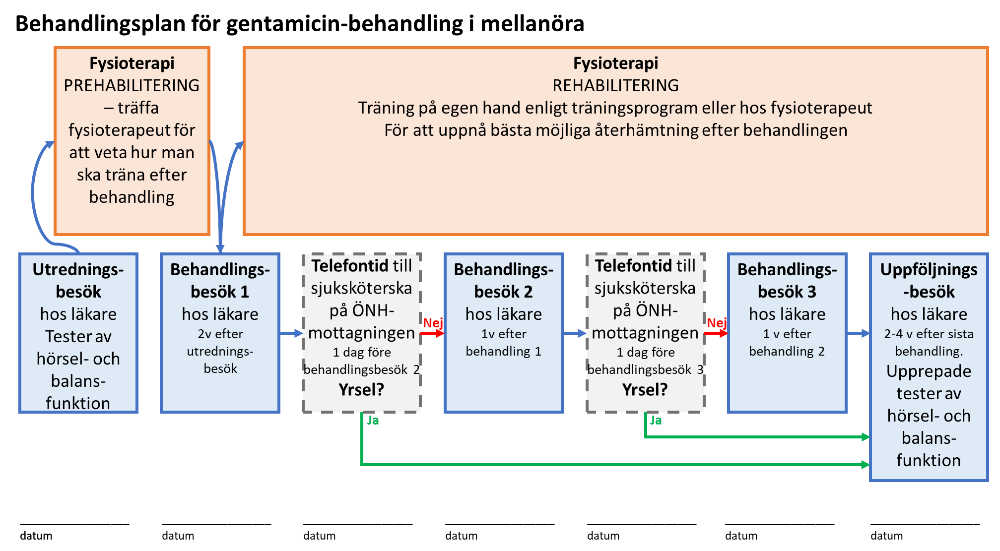 Behandlingsplan för gentamicin-behandling i mellanöra
Fysioterapi
PREHABILITERING
– träffa
fysioterapeut för
att veta hur man
ska träna efter
behandling
Fysioterapi
REHABILITERING
Träning på egen hand enligt träningsprogram eller hos fysioterapeut
För att uppnå bästa möjliga återhämtning efter behandlingen
Utrednings-
besök
hos läkare
Tester av
hörsel- och
balans-
funktion
Behandlings-
besök 1
hos läkare
2v efter
utrednings-
besök
Telefontid till
sjuksköterska
på ÖNH-
mottagningen
1 dag före
behandlingsbesök 2
Yrsel?
Nej
Ja
Behandlings-
besök 2
hos läkare
1v efter
behandling 1
Telefontid till
sjuksköterska
på ÖNH-
mottagningen
1 dag före
behandlingsbesök 3
Yrsel?
Nej
Ja
Behandlings-
besök 3
hos läkare
1 v efter
behandling 2
Uppföljnings
-besök
hos läkare
2-4 v efter sista
behandling.
Upprepade
tester av
hörsel- och
balans-
funktion
datum
datum
datum
datum
datum
datum
datum